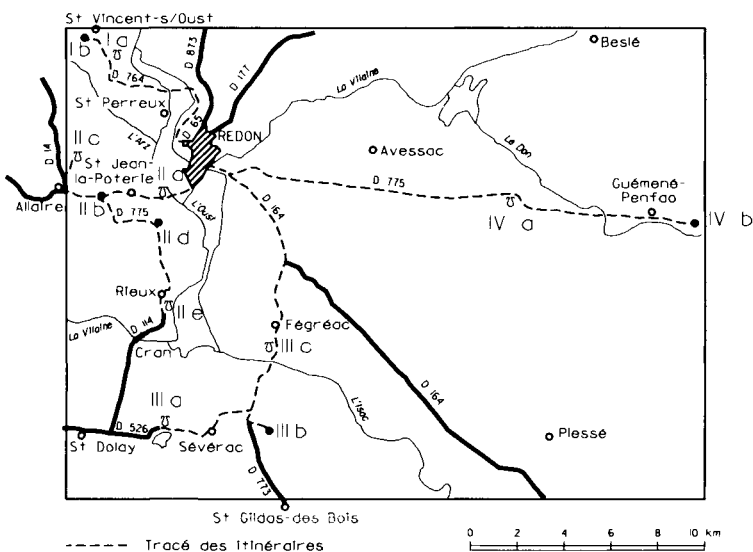 St Vincent-s/Oust
I b
I a
D 873
D 177
Beslé
D 764
La Vilaine
St Perreux
D 65
REDON
L'Arz
Le Don
II c
D 14
St Jean-
la-Poterie
II a
Avessac
D 775
Guémené-
Penfao
Allaire
II b
D 775
L'Oust
D 164
IV a
IV b
II d
Rieux
II e
La Vilaine
D 114
Fégréac
III c
Cran
D 164
III a
L'Isac
D 526
III b
Plessé
St Dolay
Sévérac
D 773
St Gildas-des Bois
Tracé des itinéraires
0 2 4 6 8 10 km